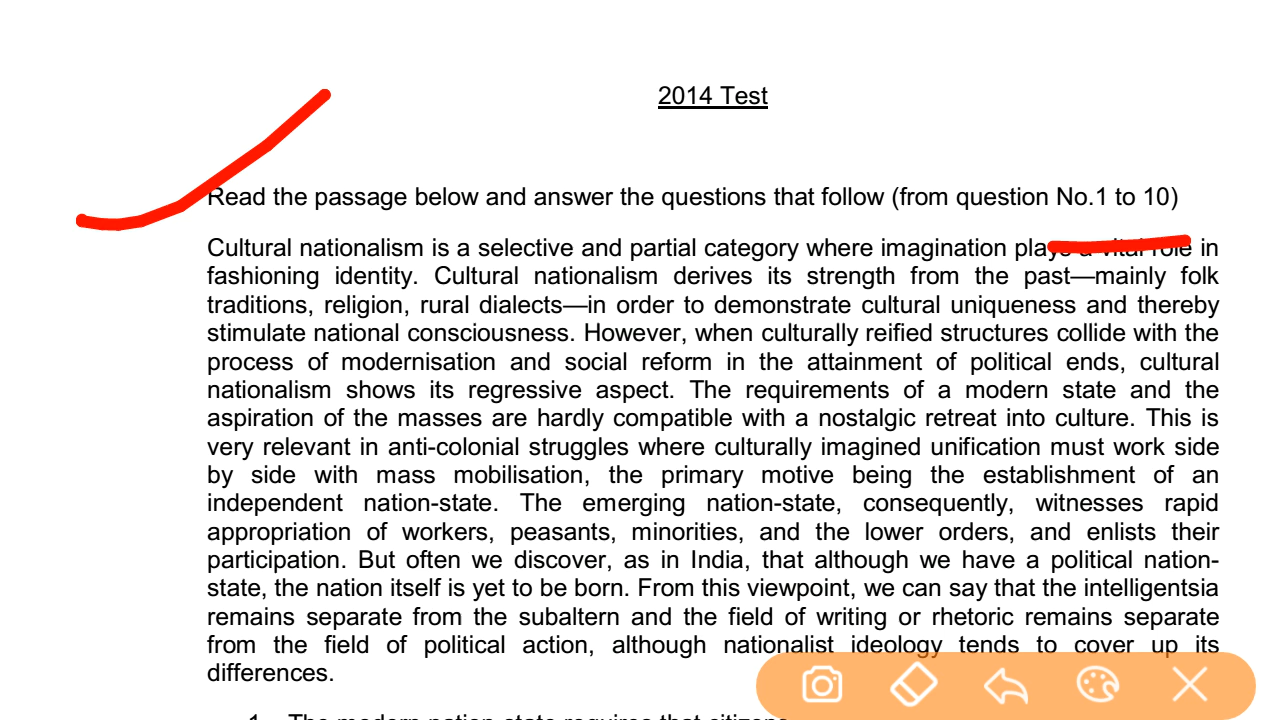 2014 Test
Read the passage below and answer the questions that follow (from question No.1 to 10)
Cultural nationalism is a selective and partial category where imagination plays a vital role in
fashioning identity. Cultural nationalism derives its strength from the past—mainly folk
traditions, religion, rural dialects—in order to demonstrate cultural uniqueness and thereby
stimulate national consciousness. However, when culturally reified structures collide with the
process of modernisation and social reform in the attainment of political ends, cultural
nationalism shows its regressive aspect. The requirements of a modern state and the
aspiration of the masses are hardly compatible with a nostalgic retreat into culture. This is
very relevant in anti-colonial struggles where culturally imagined unification must work side
by side with mass mobilisation, the primary motive being the establishment of an
independent nation-state. The emerging nation-state, consequently, witnesses rapid
appropriation of workers, peasants, minorities, and the lower orders, and enlists their
participation. But often we discover, as in India, that although we have a political nation-
state, the nation itself is yet to be born. From this viewpoint, we can say that the intelligentsia
remains separate from the subaltern and the field of writing or rhetoric remains separate
from the field of political action, although nationalist ideology tends to cover up its
differences.
1. The modern nation-state requires that citizens